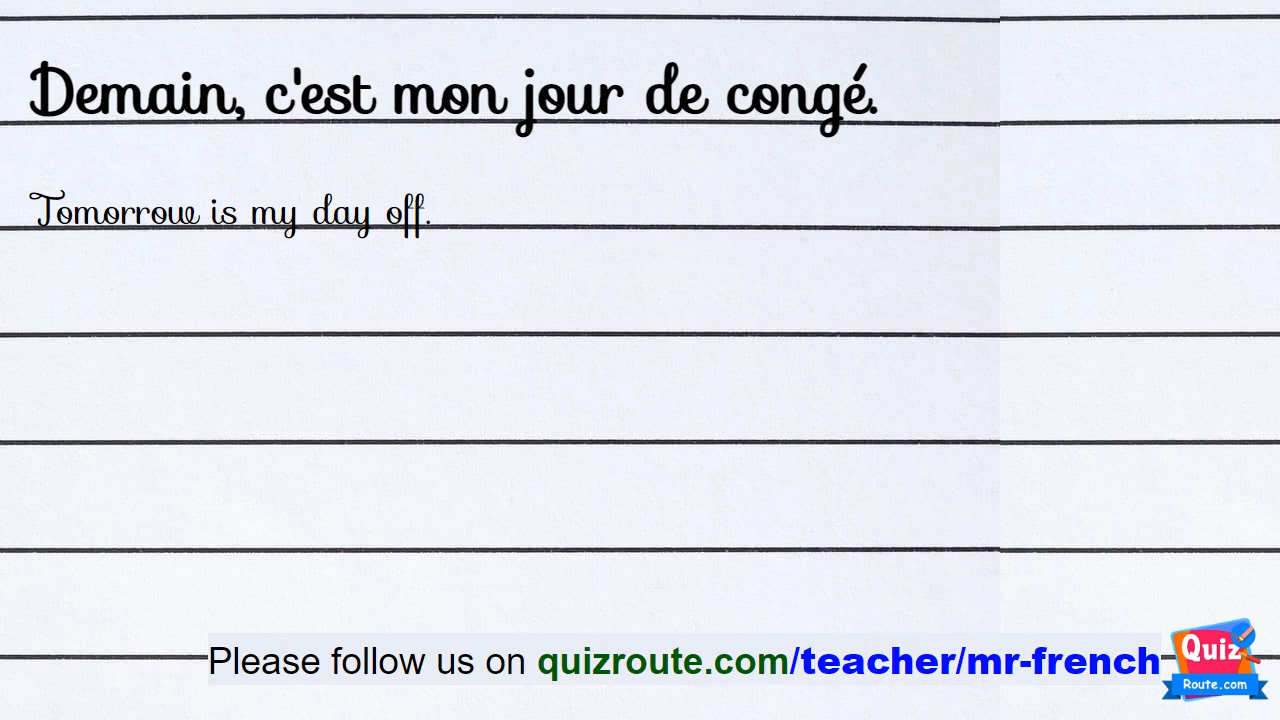 Demain, c'est mon jour de congé.
Tomorrow is my day off.
Please follow us on quizroute.com/teacher/mr-french
Quiz
Route.com